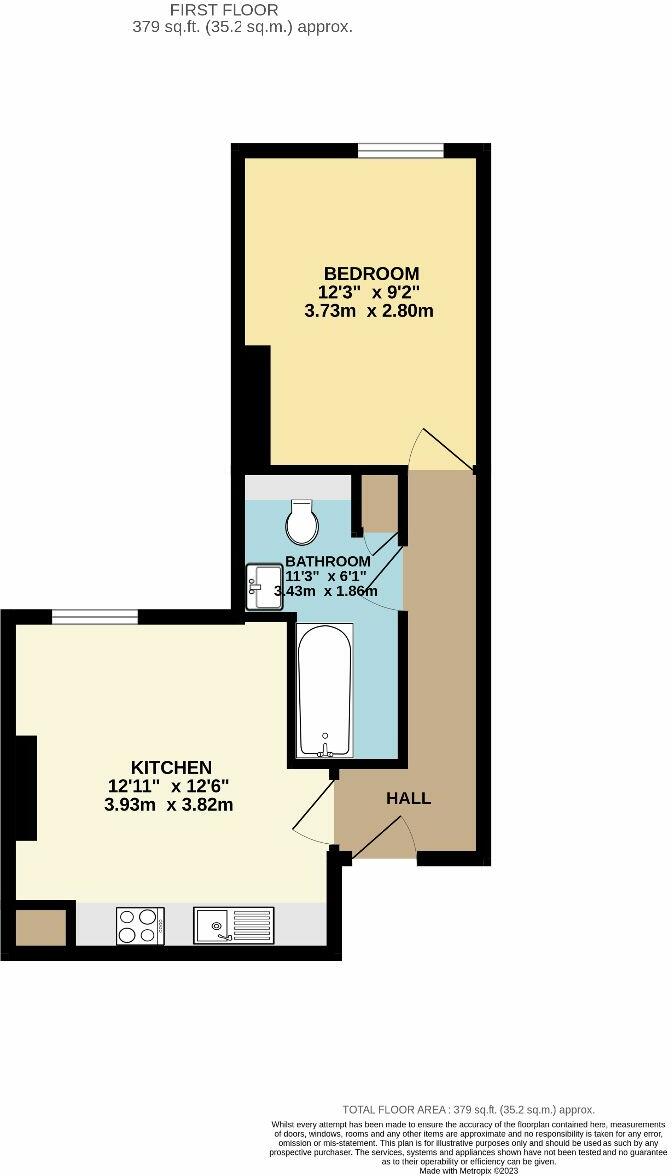 FIRST FLOOR
379 sq.ft. (35.2 sq.m.) approx.
BEDROOM
12'3" x 9'2"
3.73m x 2.80m
BATHROOM
11'3" x 6'1"
3.43m x 1.86m
KITCHEN
12'11" x 12'6"
3.93m x 3.82m
HALL
TOTAL FLOOR AREA : 379 sq.ft. (35.2 sq.m.) approx.
Whilst every attempt has been made to ensure the accuracy of the floorplan contained here, measurements
of doors, windows, rooms and any other items are approximate and no responsibility is taken for any error,
omission or mis-statement. This plan is for illustrative purposes only and should be used as such by any
prospective purchaser. The services, systems and appliances shown have not been tested and no guarantee
as to their operability or efficiency can be given.
Made with Metropix ©2023